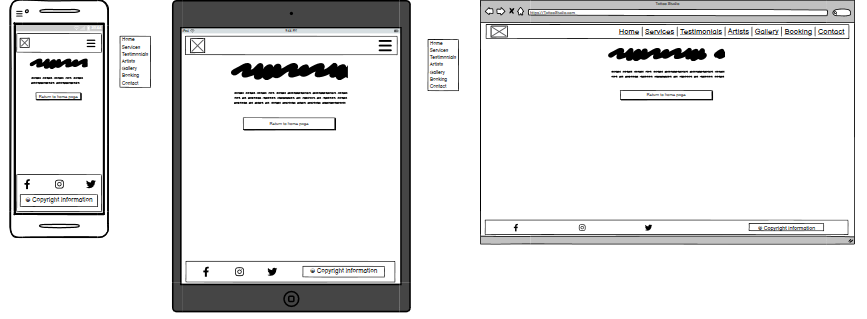 Home
Services
Testimonials
Artists
Gallery
Booking
Contact
Return to home page
© Copyright information
Home
Services
Testimonials
Artists
Gallery
Booking
Contact
Return to home page
© Copyright information
Tattoo Studio
https://tattoostudio.com
Home | Services | Testimonials | Artists | Gallery | Booking | Contact
Return to home page
© Copyright information